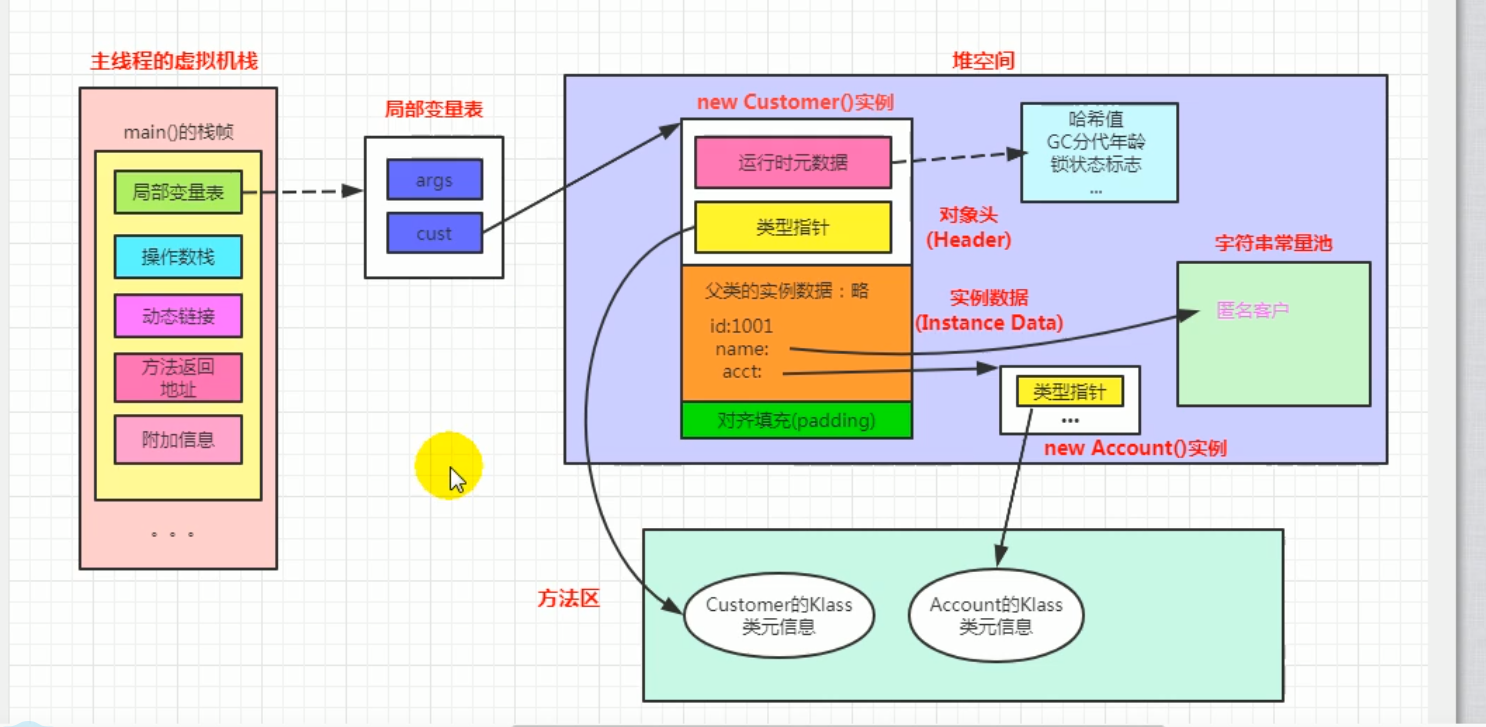 主线程的虚拟机栈
main()的栈帧
局部变量表
操作数栈
动态链接
方法返回
地址
附加信息
。。。
局部变量表
args
cust
堆空间
new Customer()实例
运行时元数据
类型指针
哈希值
GC分代年龄
锁状态标志
...
对象头
(Header)
父类的实例数据：略
id:1001
name:
acct:
实例数据
(Instance Data)
对齐填充(padding)
字符串常量池
匿名客户
类型指针
...
new Account()实例
方法区
Customer的Klass
类元信息
Account的Klass
类元信息